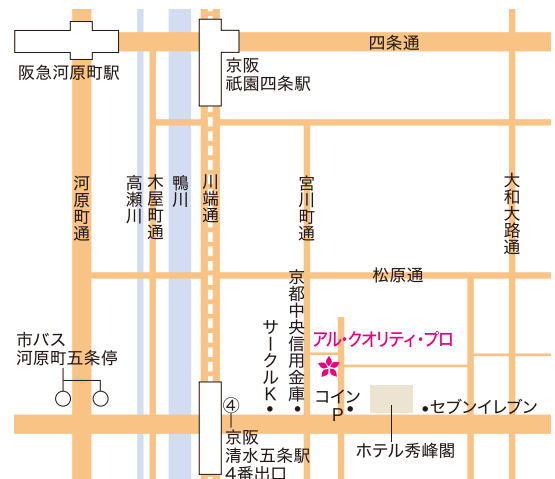 四条通
阪急河原町駅
京阪
祇園四条駅
河原町通
高瀬川
木屋町通
鴨川
川端通
宮川町通
大和大路通
松原通
京都中央信用金庫
サークルK
市バス
河原町五条停
アル・クオリティ・プロ
コイン
P
セブンイレブン
④
京阪
清水五条駅
4番出口
ホテル秀峰閣